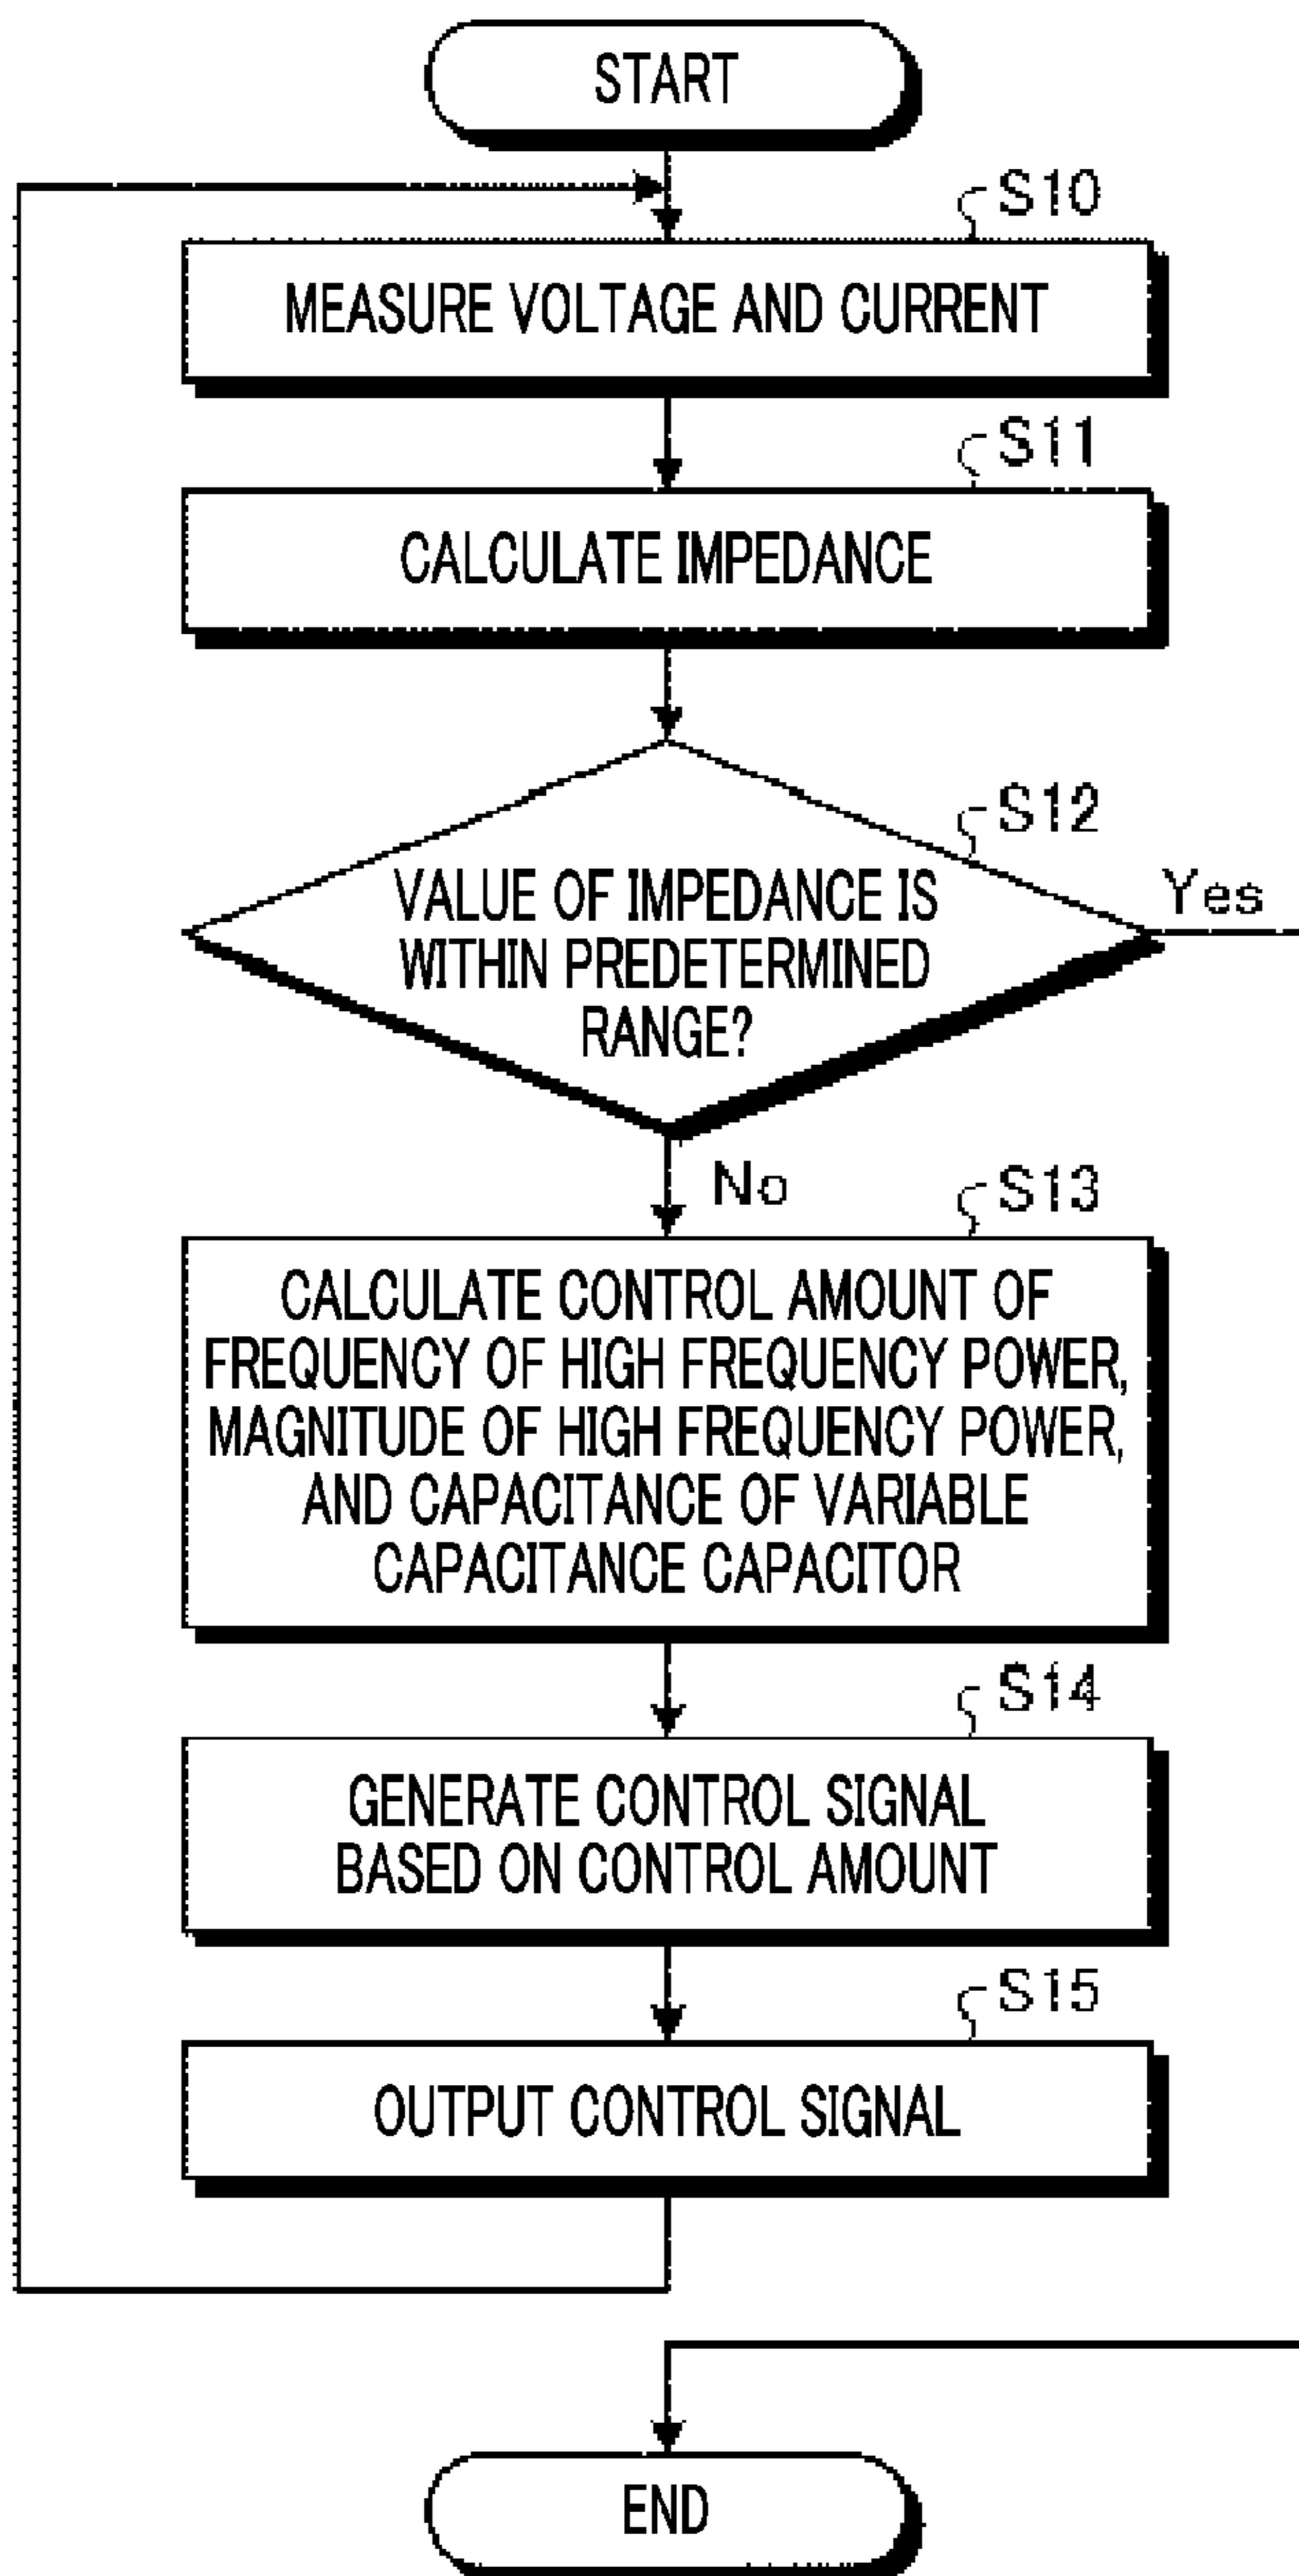 START
S10
MEASURE VOLTAGE AND CURRENT
S11
CALCULATE IMPEDANCE
S12
VALUE OF IMPEDANCE IS
WITHIN PREDETERMINED
RANGE?
Yes
No
S13
CALCULATE CONTROL AMOUNT OF
FREQUENCY OF HIGH FREQUENCY POWER,
MAGNITUDE OF HIGH FREQUENCY POWER,
AND CAPACITANCE OF VARIABLE
CAPACITANCE CAPACITOR
S14
GENERATE CONTROL SIGNAL
BASED ON CONTROL AMOUNT
S15
OUTPUT CONTROL SIGNAL
END